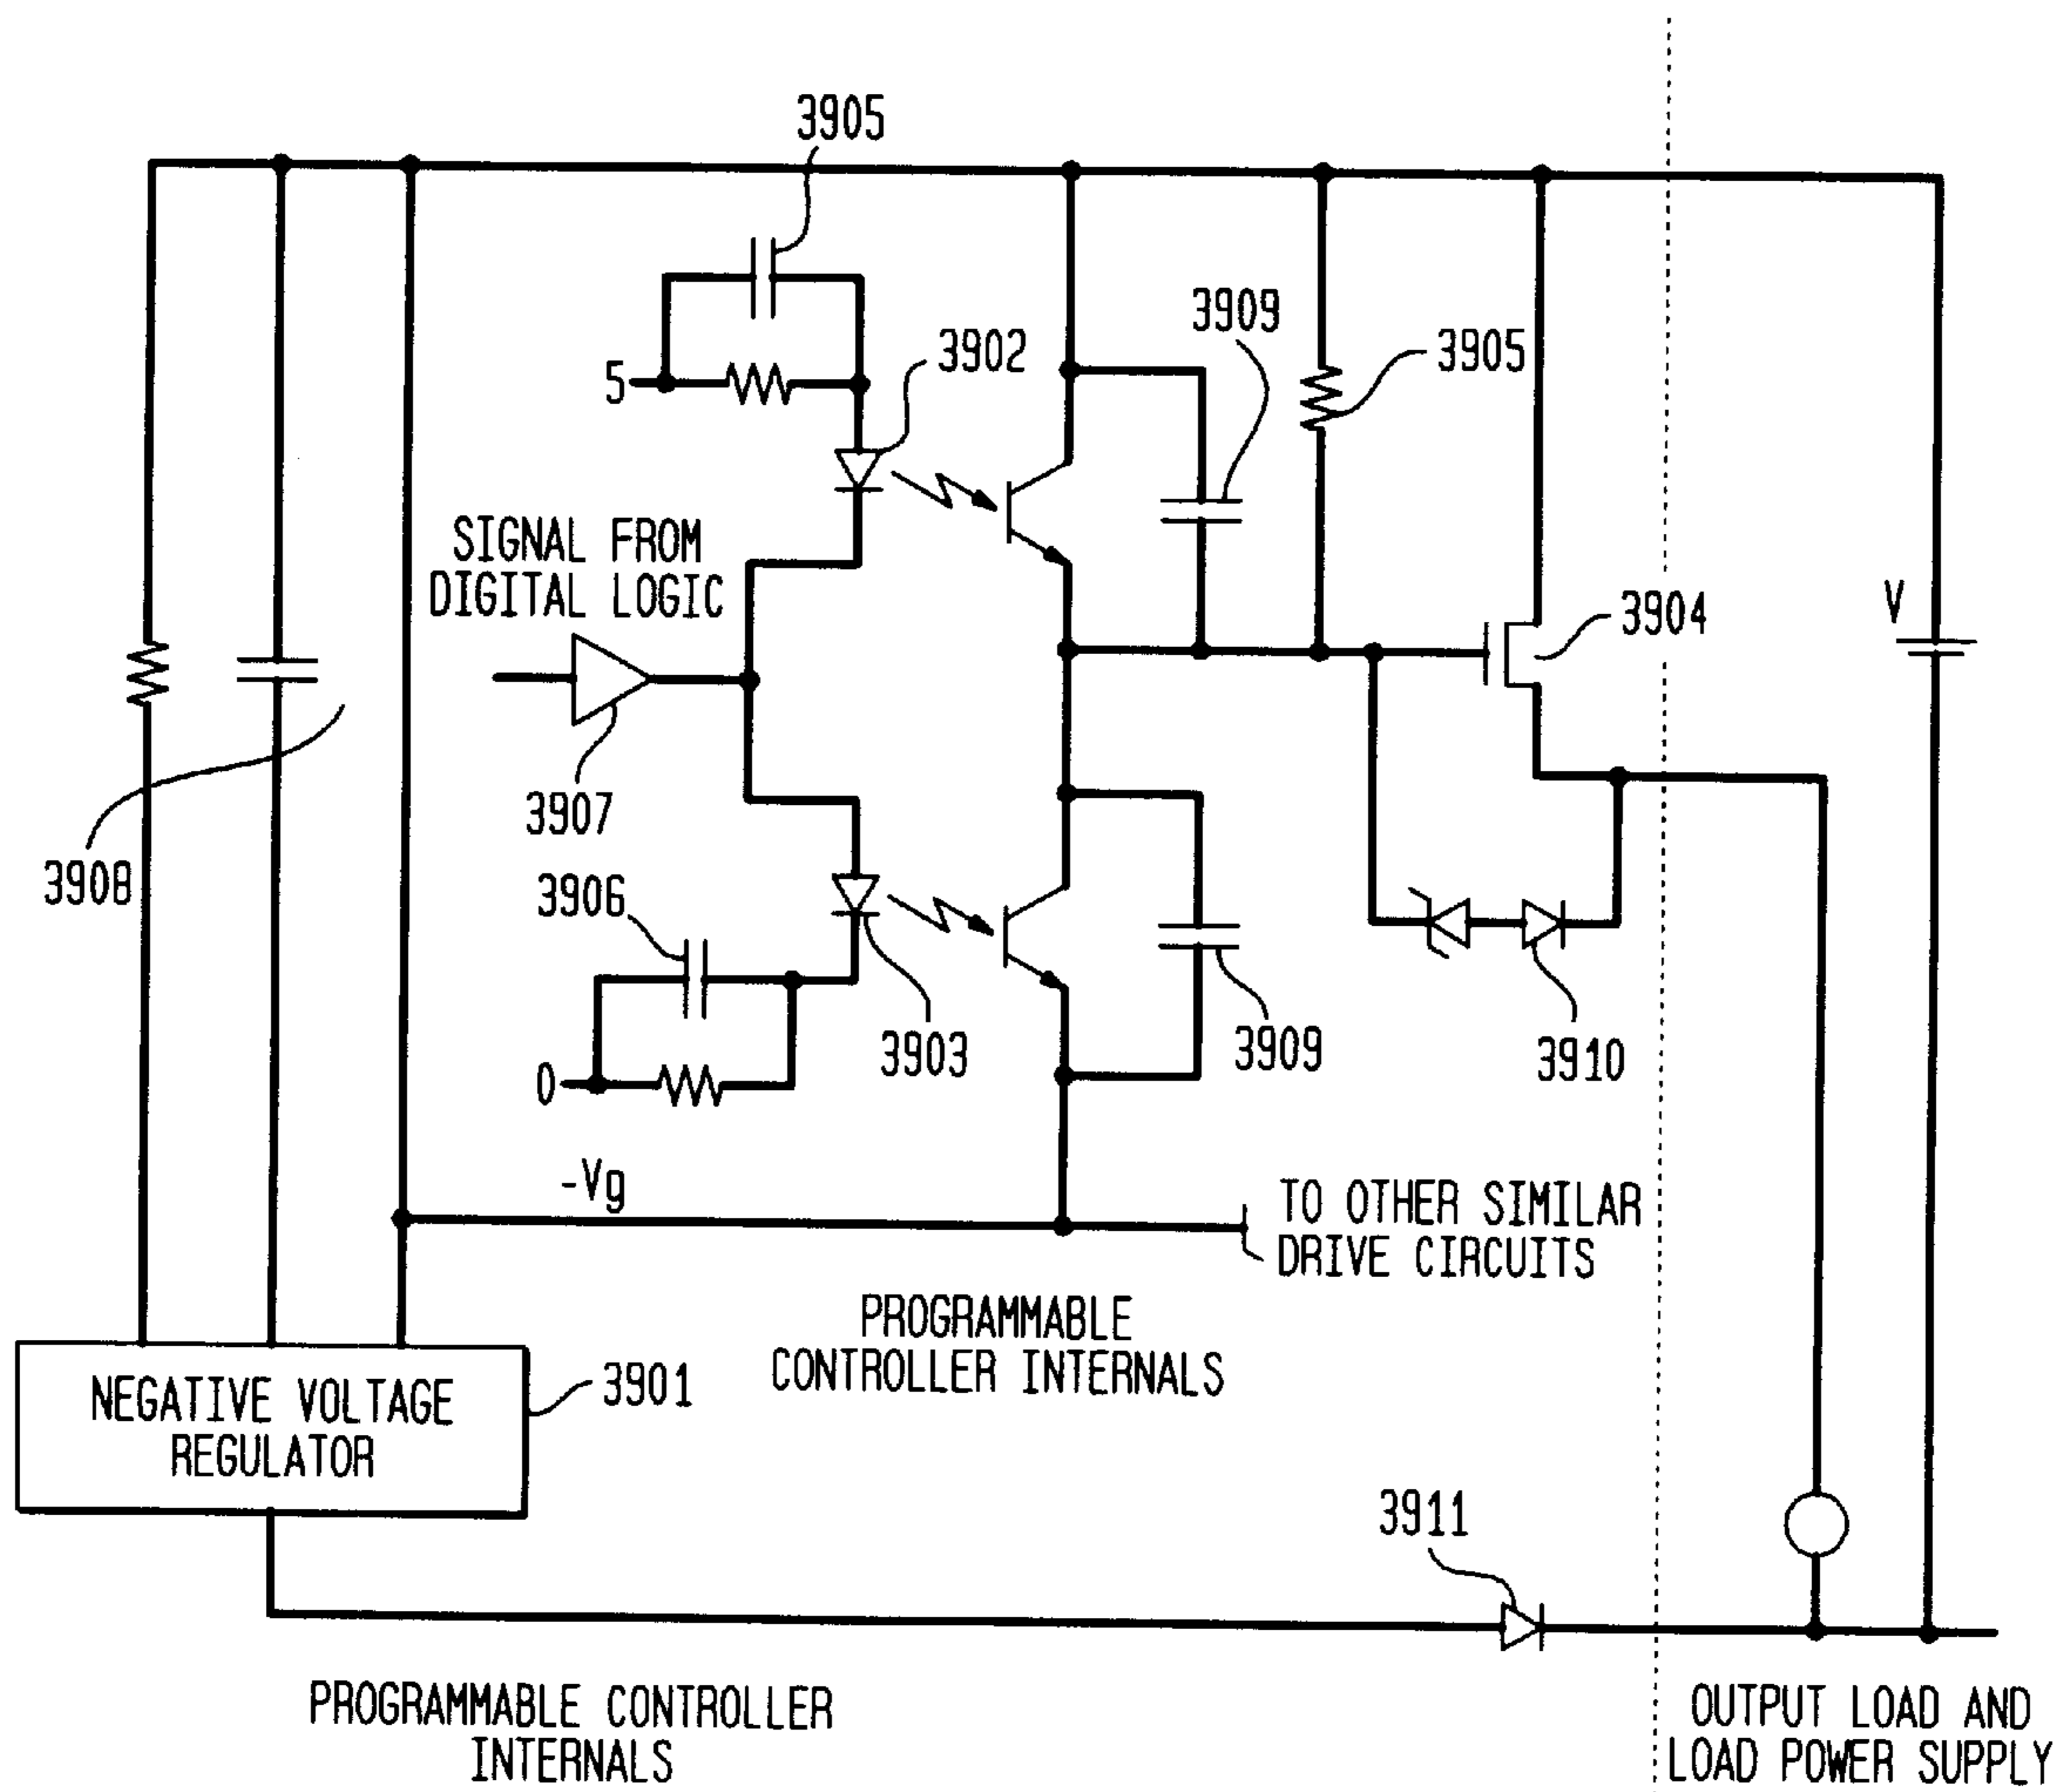 3905
3909
3902
3905
5
SIGNAL FROM
DIGITAL LOGIC
V
3904
3907
3908
3906
3903
3909
3910
0
-Vg
TO OTHER SIMILAR
DRIVE CIRCUITS
PROGRAMMABLE
CONTROLLER INTERNALS
3901
NEGATIVE VOLTAGE
REGULATOR
3911
PROGRAMMABLE CONTROLLER
INTERNALS
OUTPUT LOAD AND
LOAD POWER SUPPLY